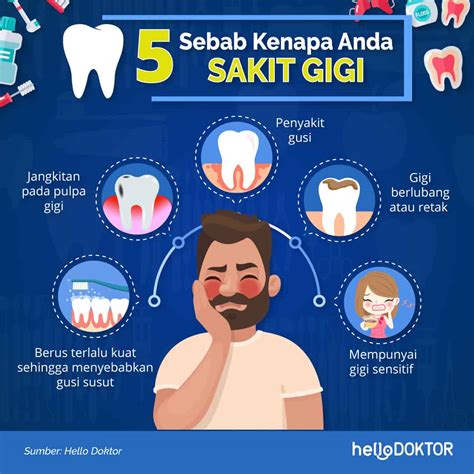 5 Sebab Kenapa Anda
SAKIT GIGI
Penyakit
gusi
Jangkitan
pada pulpa
gigi
Gigi
berlubang
atau retak
Berus terlalu kuat
sehingga menyebabkan
gusi susut
Mempunyai
gigi sensitif
Sumber: Hello Doktor
helloDOKTOR